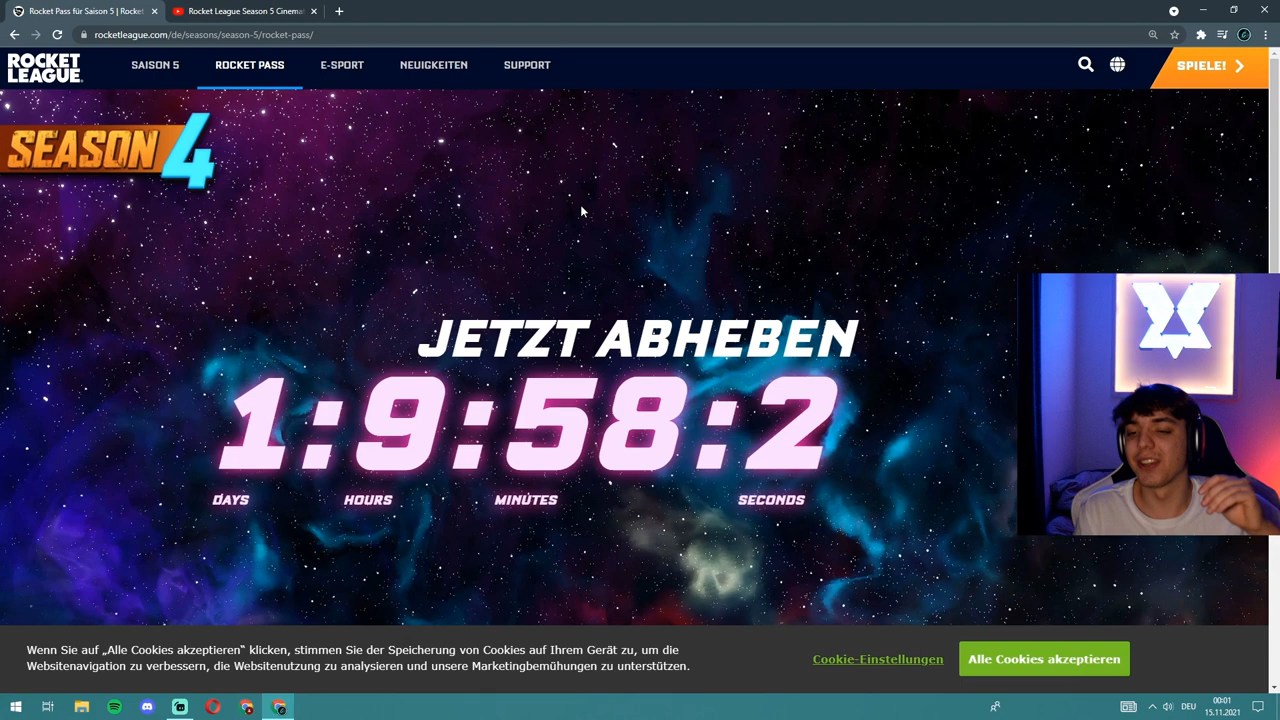 Rocket Pass für Saison 5 | Rocket
Rocket League Season 5 Cinemat
rocketleague.com/de/seasons/season-5/rocket-pass/
ROCKET
LEAGUE
SAISON 5
ROCKET PASS
E-SPORT
NEUIGKEITEN
SUPPORT
SPIELE!
SEASON 4
JETZT ABHEBEN
1:9:58:2
DAYS
HOURS
MINUTES
SECONDS
Wenn Sie auf „Alle Cookies akzeptieren“ klicken, stimmen Sie der Speicherung von Cookies auf Ihrem Gerät zu, um die
Websitenavigation zu verbessern, die Websitenutzung zu analysieren und unsere Marketingbemühungen zu unterstützen.
Cookie-Einstellungen
Alle Cookies akzeptieren
DEU
00:01
15.11.2021